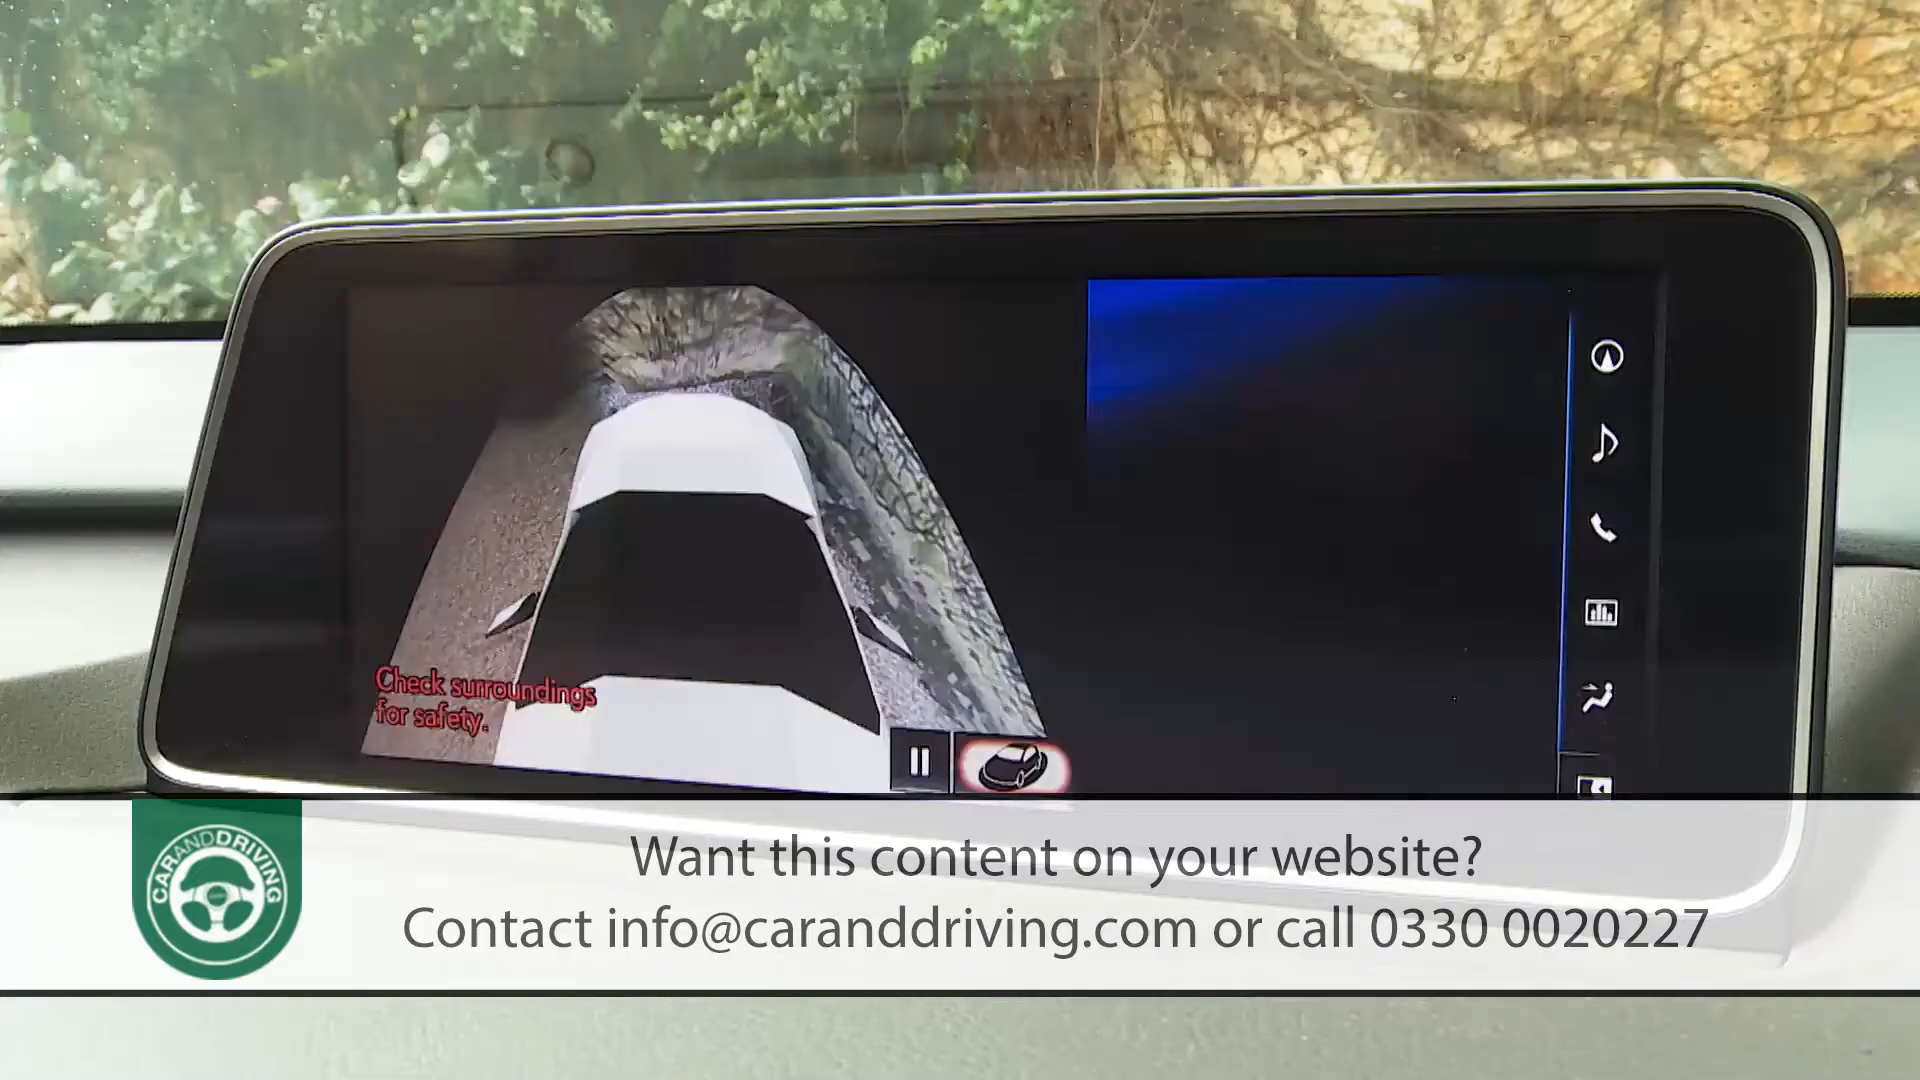 Check surroundings
for safety.
CARANDDRIVING
Want this content on your website?
Contact info@caranddriving.com or call 0330 0020227